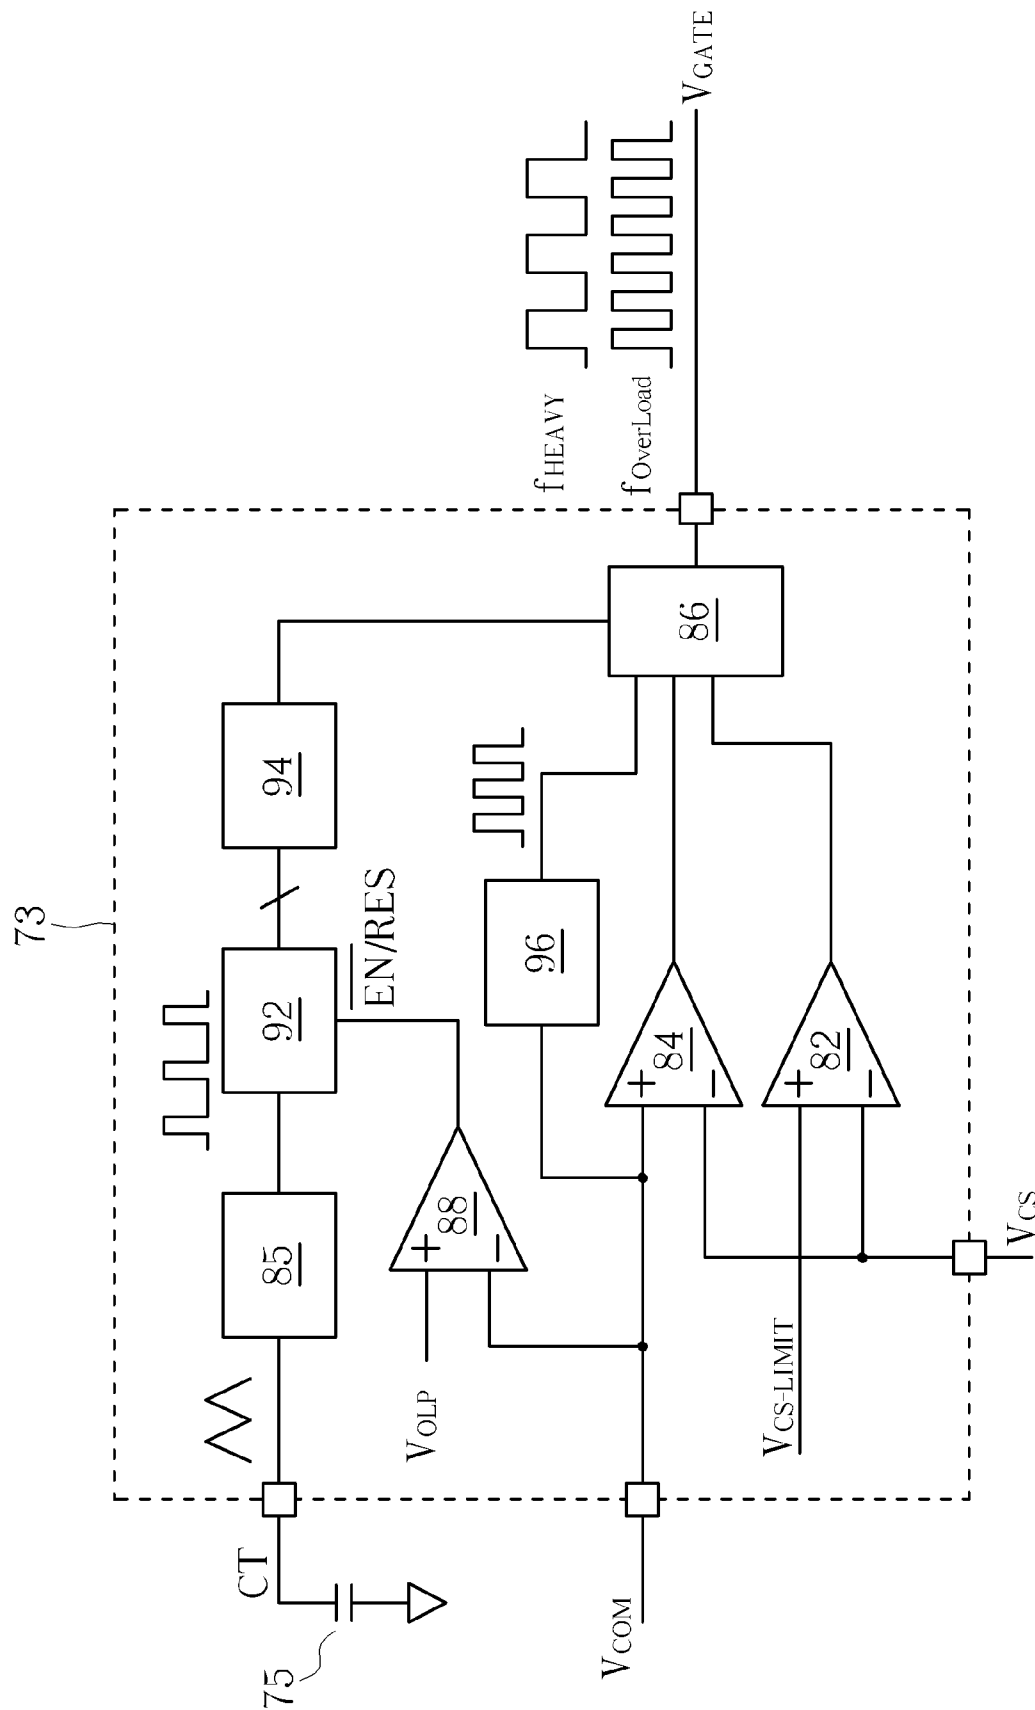 73
CT
75
85
92
EN/RES
94
V_OLP
88
96
86
V_COM
84
+
−
82
+
−
+
−
V_CS-LIMIT
V_CS
f_HEAVY
f_OverLoad
V_GATE